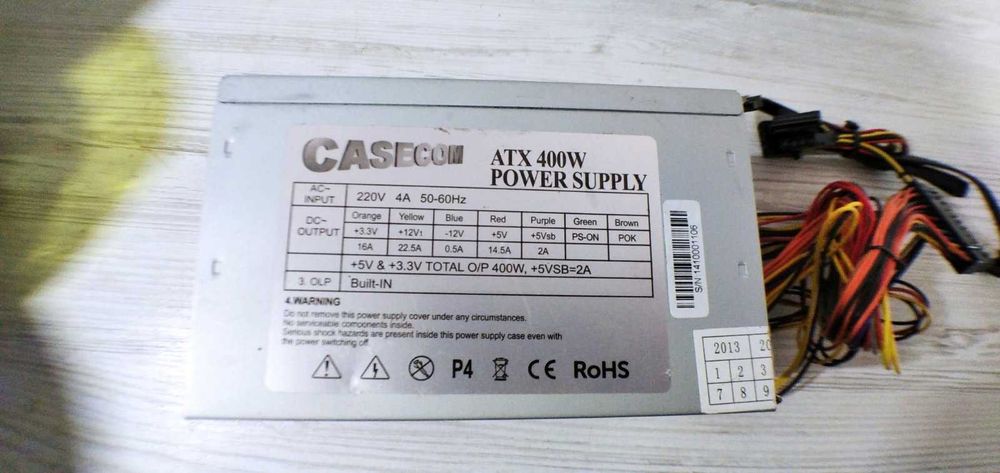 CASECOM
ATX 400W
POWER SUPPLY
AC~ INPUT 220V 4A 50-60Hz
DC~ OUTPUT Orange Yellow Blue Red Purple Green Brown
+3.3V +12V1 -12V +5V +5Vsb PS-ON POK
16A 22.5A 0.5A 14.5A 2A
+5V & +3.3V TOTAL O/P 400W, +5VSB=2A
3. OLP Built-IN
4.WARNING
Do not remove this power supply cover under any circumstances.
No serviceable components inside.
Serious shock hazards are present inside this power supply case even with
the power switching off
P4 CE RoHS
S/N 1410001106
2013 20
1 2 3
7 8 9